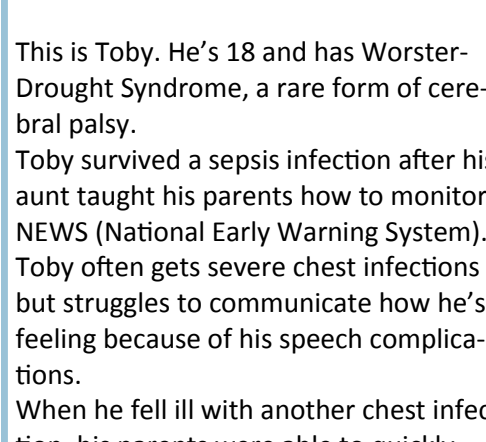 This is Toby. He’s 18 and has Worster-
Drought Syndrome, a rare form of cere-
bral palsy.
Toby survived a sepsis infection after his
aunt taught his parents how to monitor
NEWS (National Early Warning System).
Toby often gets severe chest infections
but struggles to communicate how he’s
feeling because of his speech complica-
tions.
When he fell ill with another chest infec
tion, his parents were able to quickly